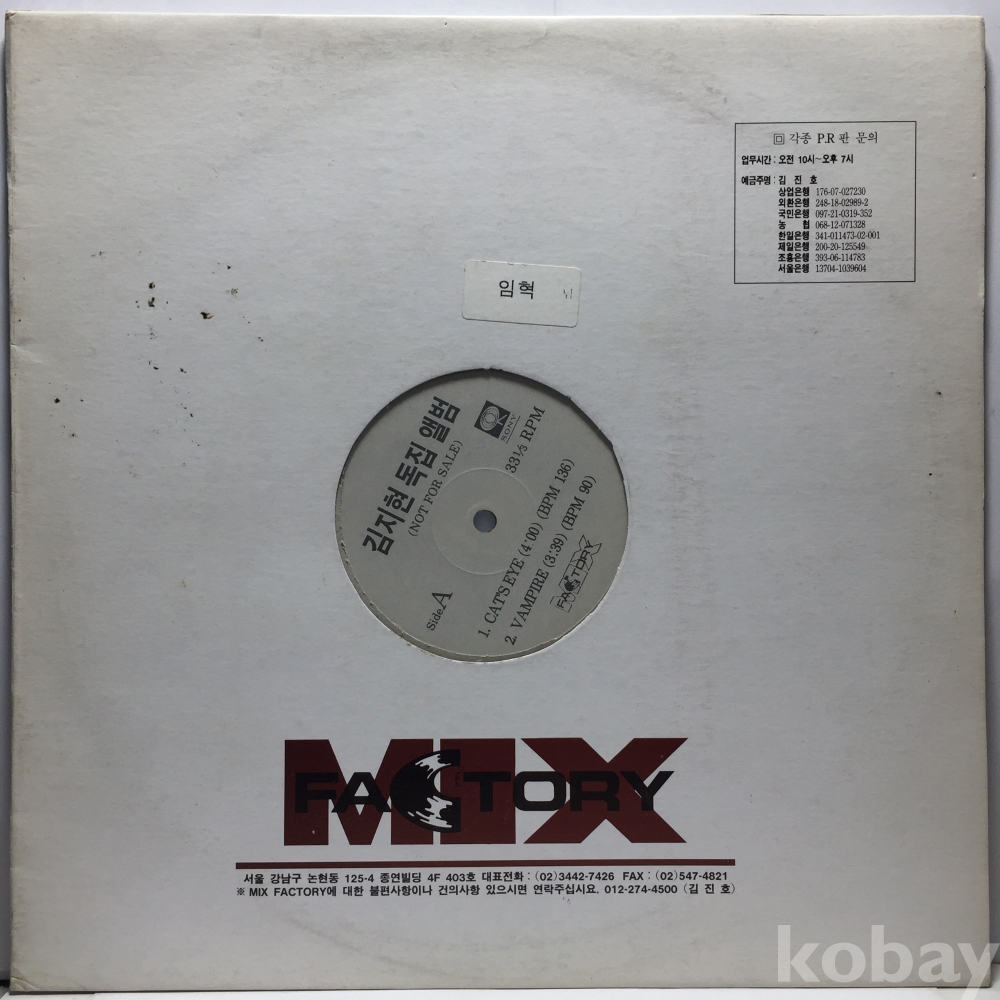 回 각종 P.R 판 문의
업무시간 : 오전 10시~오후 7시
예금주명 : 김 진 호
상업은행 176-07-027230
외환은행 248-18-02989-2
국민은행 097-21-0319-352
농 협 068-12-071328
한일은행 341-011473-02-001
제일은행 200-20-125549
조흥은행 393-06-114783
서울은행 13704-1039604
임혁 님
김지현 독집 앨범
(NOT FOR SALE)
SONY
33 1/3 RPM
Side A
1. CAT'S EYE (4:00) (BPM 136)
2. VAMPIRE (3:39) (BPM 90)
MIX FACTORY
MIX
FACTORY
서울 강남구 논현동 125-4 종연빌딩 4F 403호 대표전화 : (02)3442-7426 FAX : (02)547-4821
※ MIX FACTORY에 대한 불편사항이나 건의사항 있으시면 연락주십시요. 012-274-4500 (김 진 호)
kobay